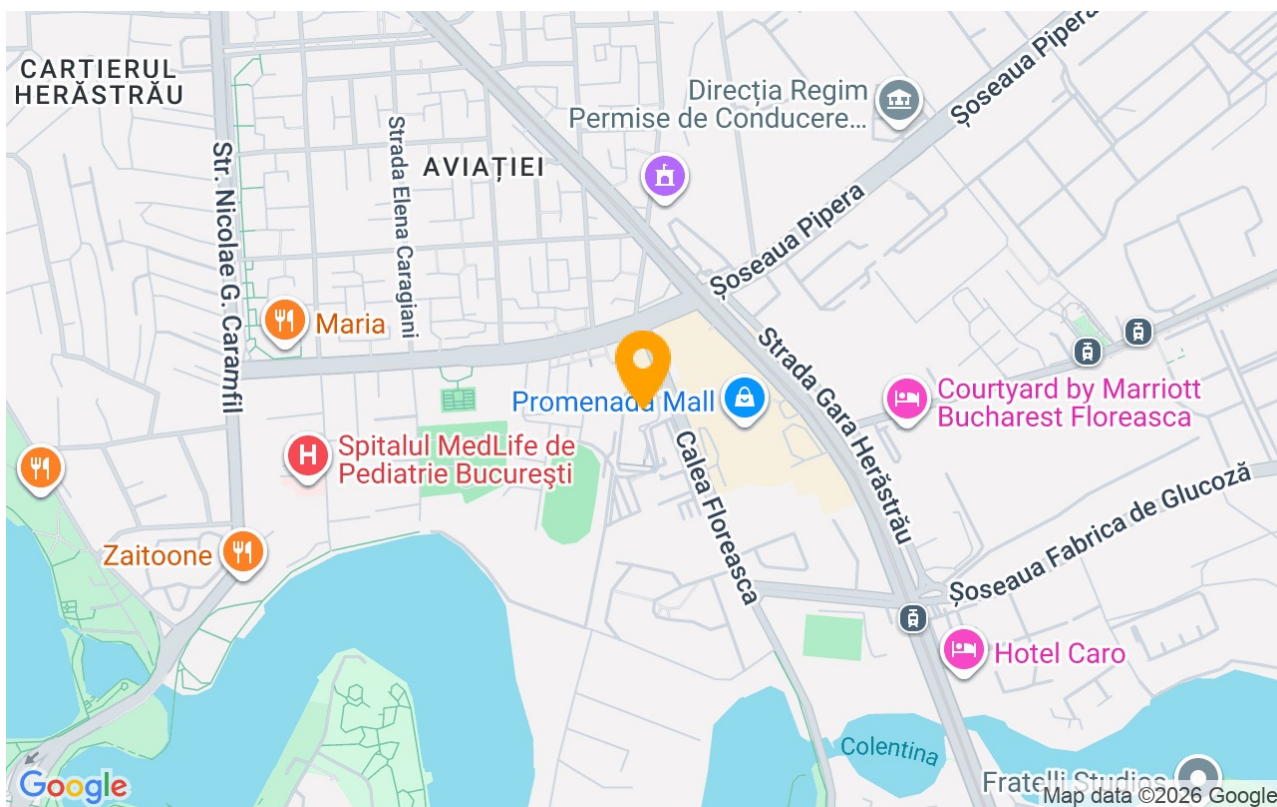 CARTIERUL
HERĂSTRĂU
Direcția Regim
Permise de Conducere...
Șoseaua Pipera
Strada Elena Caragiani
AVIAȚIEI
Str. Nicolae G. Caramfil
Șoseaua Pipera
Maria
Strada Gara Herăstrău
Promenada Mall
Courtyard by Marriott
Bucharest Floreasca
Spitalul MedLife de
Pediatrie Bucureşti
Calea Floreasca
Șoseaua Fabrica de Glucoză
Zaitoone
Hotel Caro
Colentina
Fratelli Studios
Google
Map data ©2026 Google